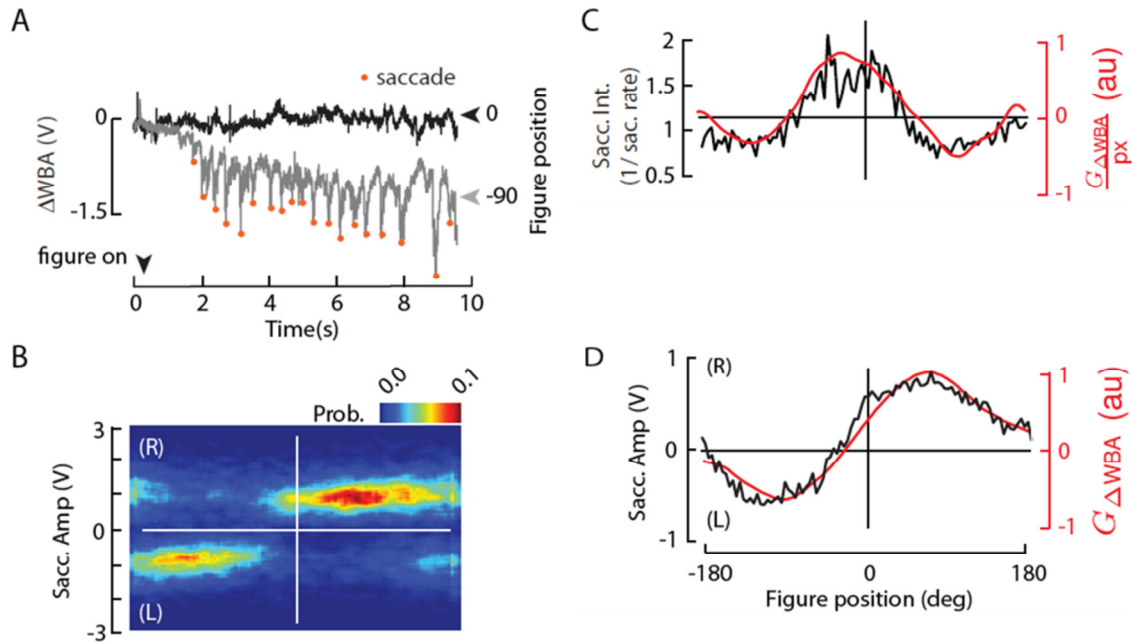 A
saccade
0
0
ΔWBA (V)
-1.5
-90
Figure position
figure on
0 2 4 6 8 10
Time(s)
B
Prob.
0.0
0.1
3
(R)
Sacc. Amp (V)
0
(L)
-3
C
2
1.5
1
0.5
Sacc. Int.
(1 / sac. rate)
1
0
-1
G ΔWBA (au)
px
D
1
(R)
Sacc. Amp (V)
0
(L)
-1
1
0
-1
G ΔWBA (au)
-180 0 180
Figure position (deg)